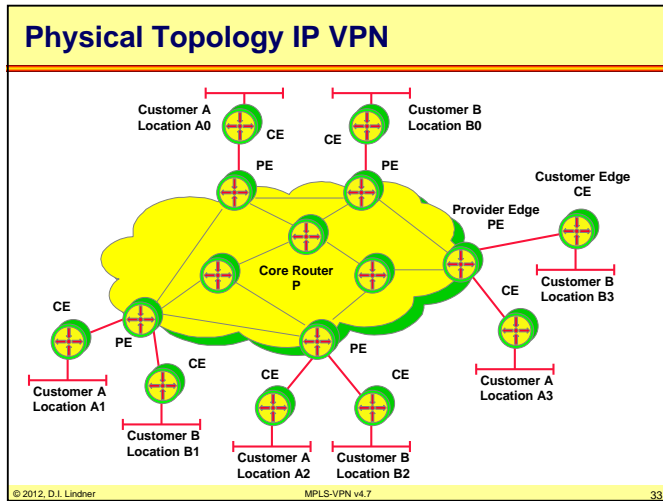 Physical Topology IP VPN
Customer A
Location A0
CE
Customer B
Location B0
CE
PE
PE
Customer Edge
CE
Provider Edge
PE
Customer B
Location B3
Core Router
P
CE
PE
CE
Customer A
Location A1
CE
Customer B
Location B1
PE
CE
CE
Customer A
Location A2
Customer B
Location B2
Customer A
Location A3
© 2012, D.I. Lindner
MPLS-VPN v4.7
33